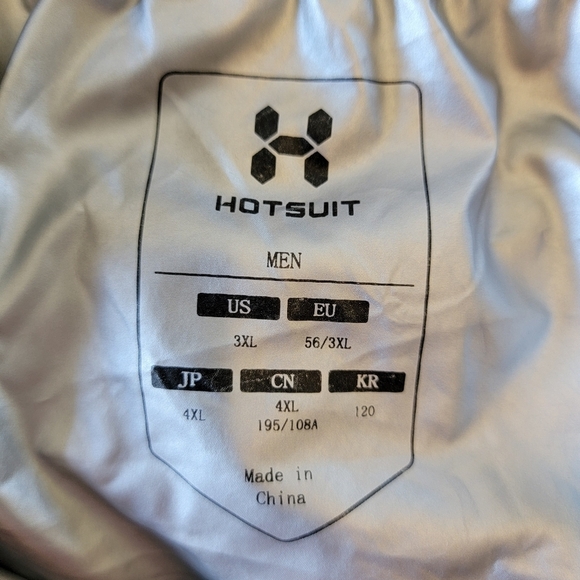 HOTSUIT
MEN
US EU
3XL 56/3XL
JP CN KR
4XL 4XL 120
195/108A
Made in
China